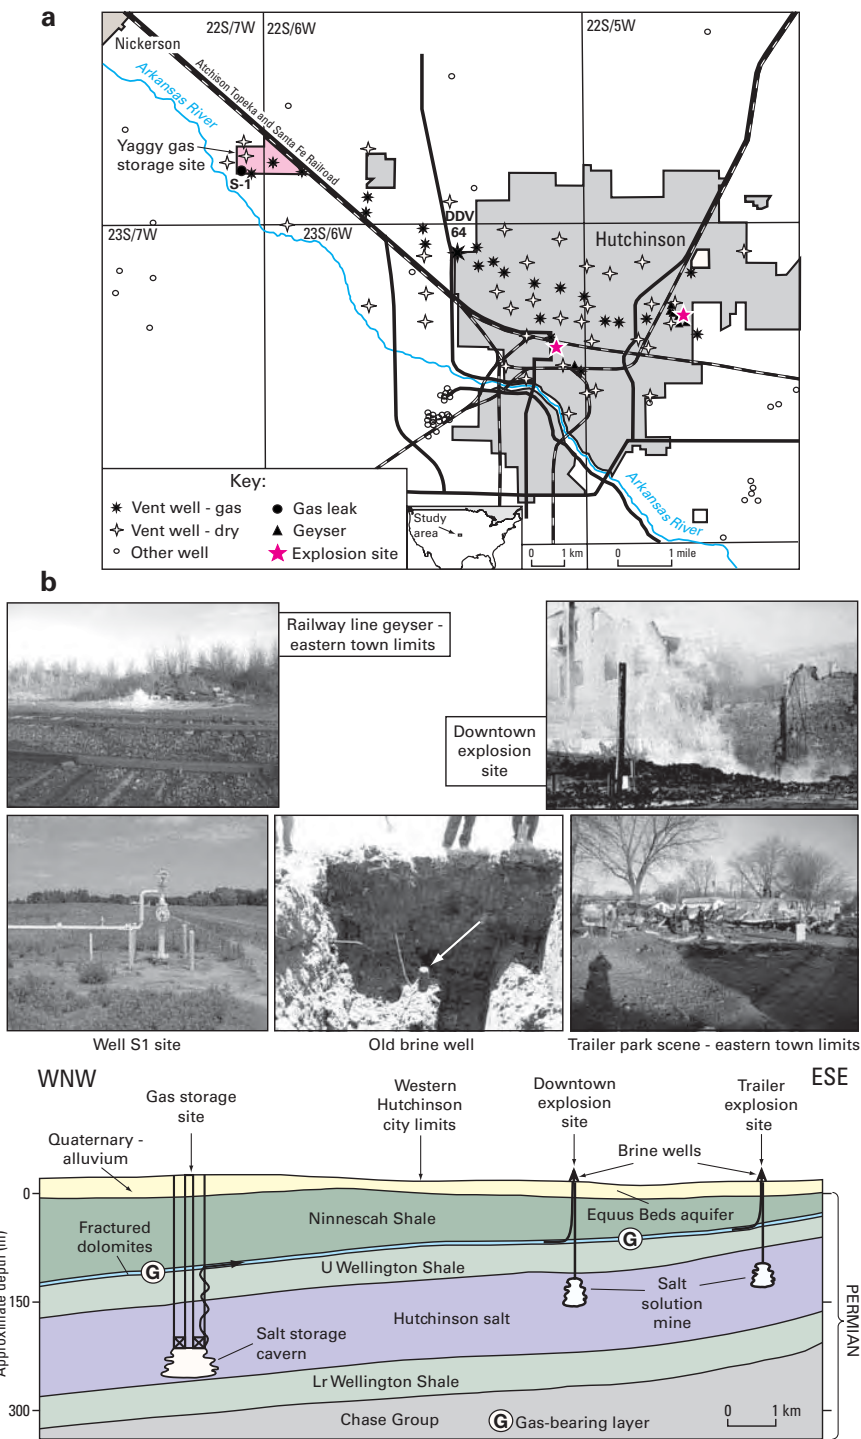 a
22S/7W
22S/6W
22S/5W
Nickerson
Arkansas River
Atchison Topeka and Santa Fe Railroad
Yaggy gas
storage site
S-1
DDV
64
23S/7W
23S/6W
Hutchinson
Arkansas River
Key:
Vent well - gas
Gas leak
Vent well - dry
Geyser
Other well
Explosion site
Study
area
0 1 km
0 1 mile
b
Railway line geyser -
eastern town limits
Downtown
explosion
site
Well S1 site
Old brine well
Trailer park scene - eastern town limits
WNW
ESE
Gas storage
site
Western
Hutchinson
city limits
Downtown
explosion
site
Trailer
explosion
site
Quaternary -
alluvium
Brine wells
0
Ninnescah Shale
Equus Beds aquifer
Fractured
dolomites
G
G
U Wellington Shale
Approximate depth (m)
150
Hutchinson salt
Salt
solution
mine
PERMIAN
Salt storage
cavern
Lr Wellington Shale
300
Chase Group
G Gas-bearing layer
0 1 km